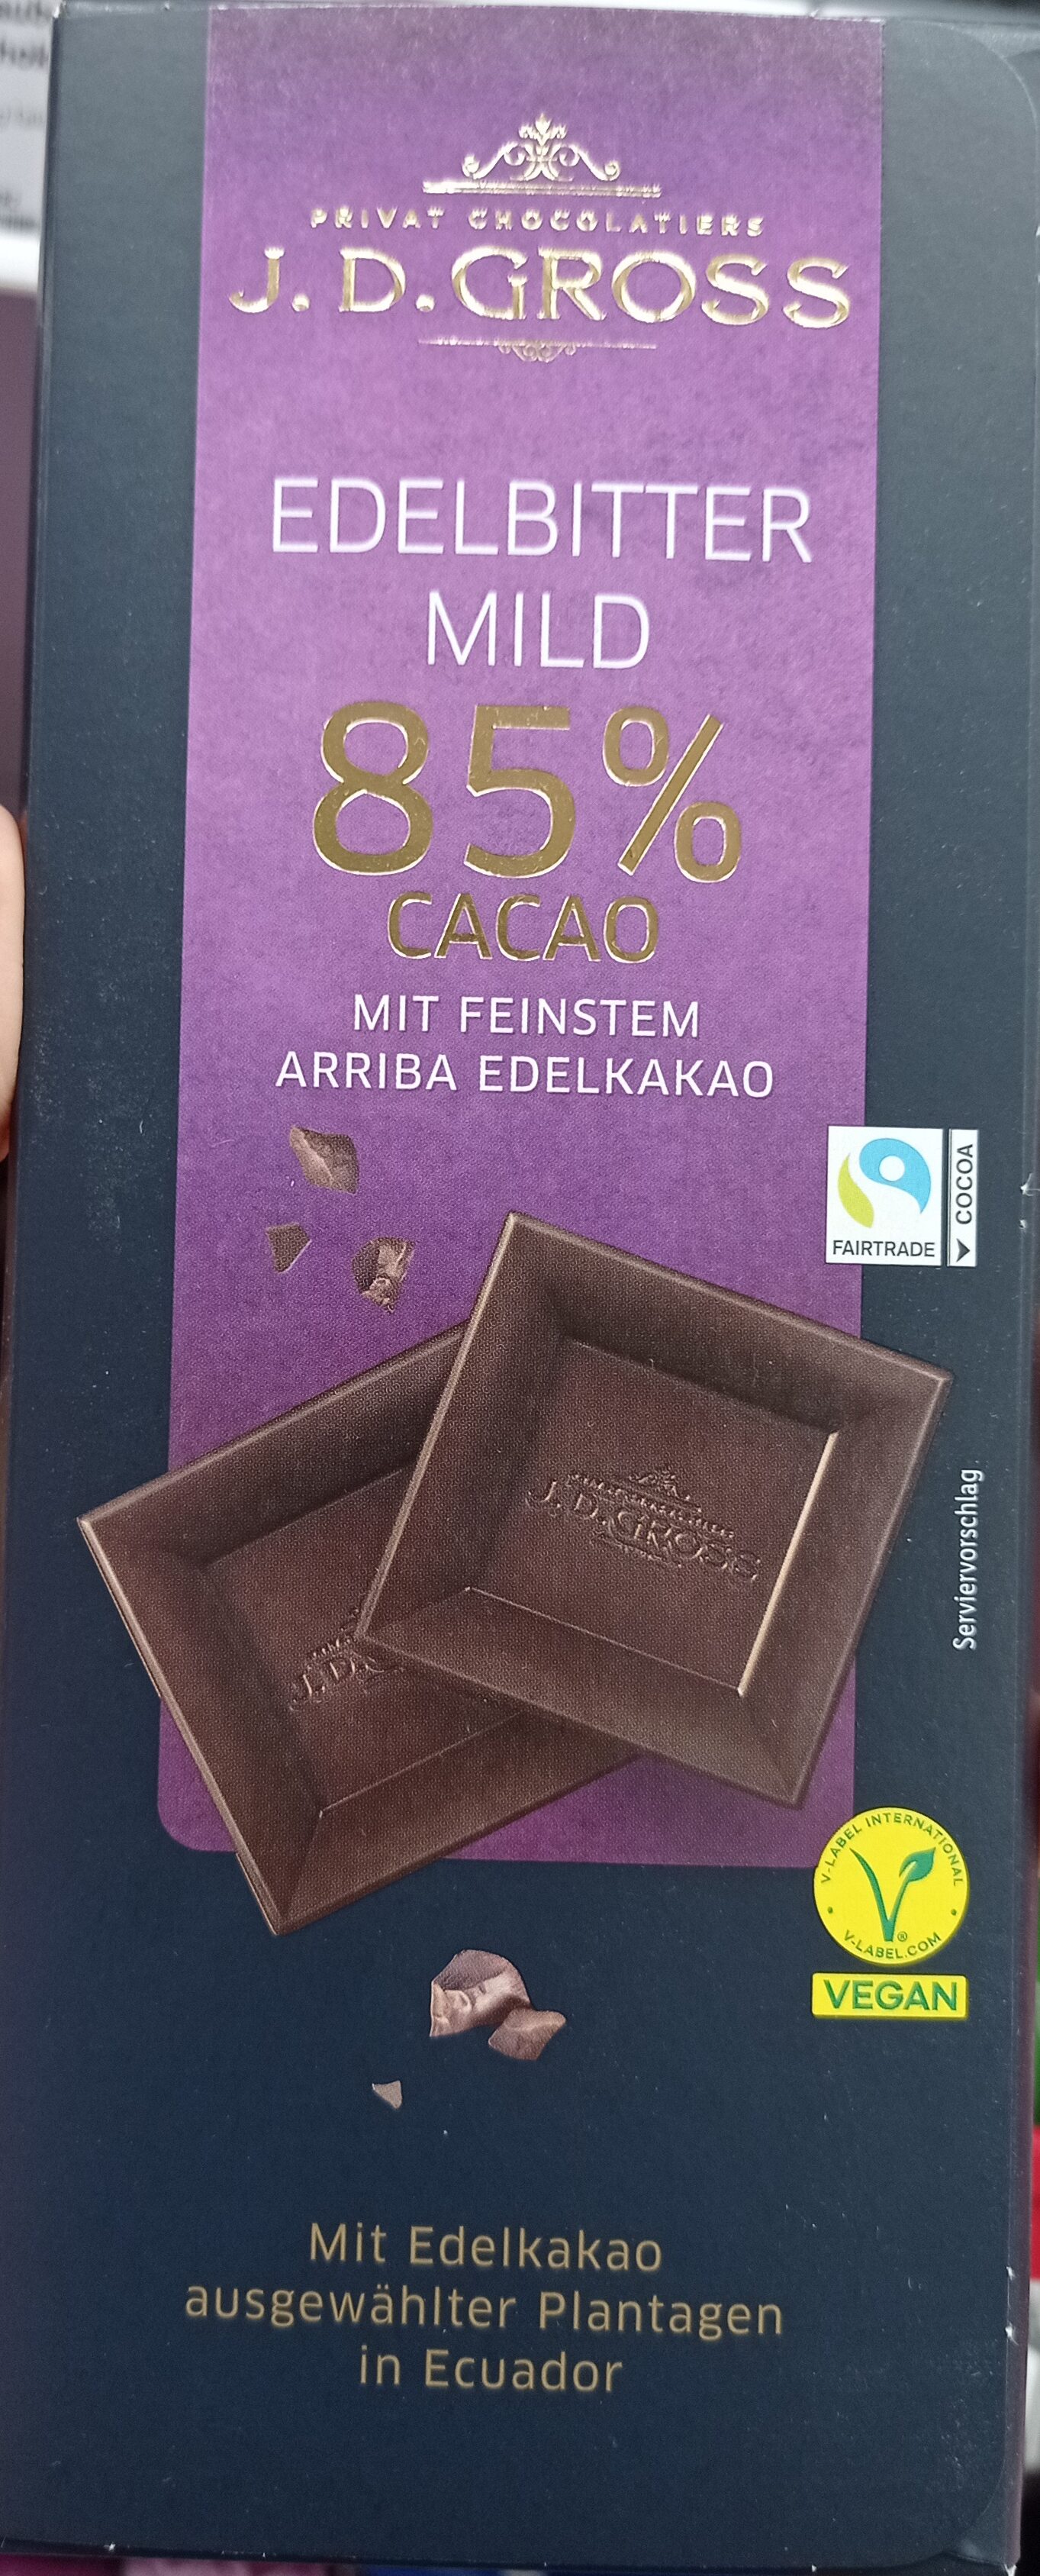 PRIVAT CHOCOLATIERS
J. D. GROSS
EDELBITTER
MILD
85%
CACAO
MIT FEINSTEM
ARRIBA EDELKAKAO
FAIRTRADE
COCOA
J. D. GROSS
J. D.
Serviervorschlag
V-LABEL INTERNATIONAL
V-LABEL.COM
®
VEGAN
Mit Edelkakao
ausgewählter Plantagen
in Ecuador